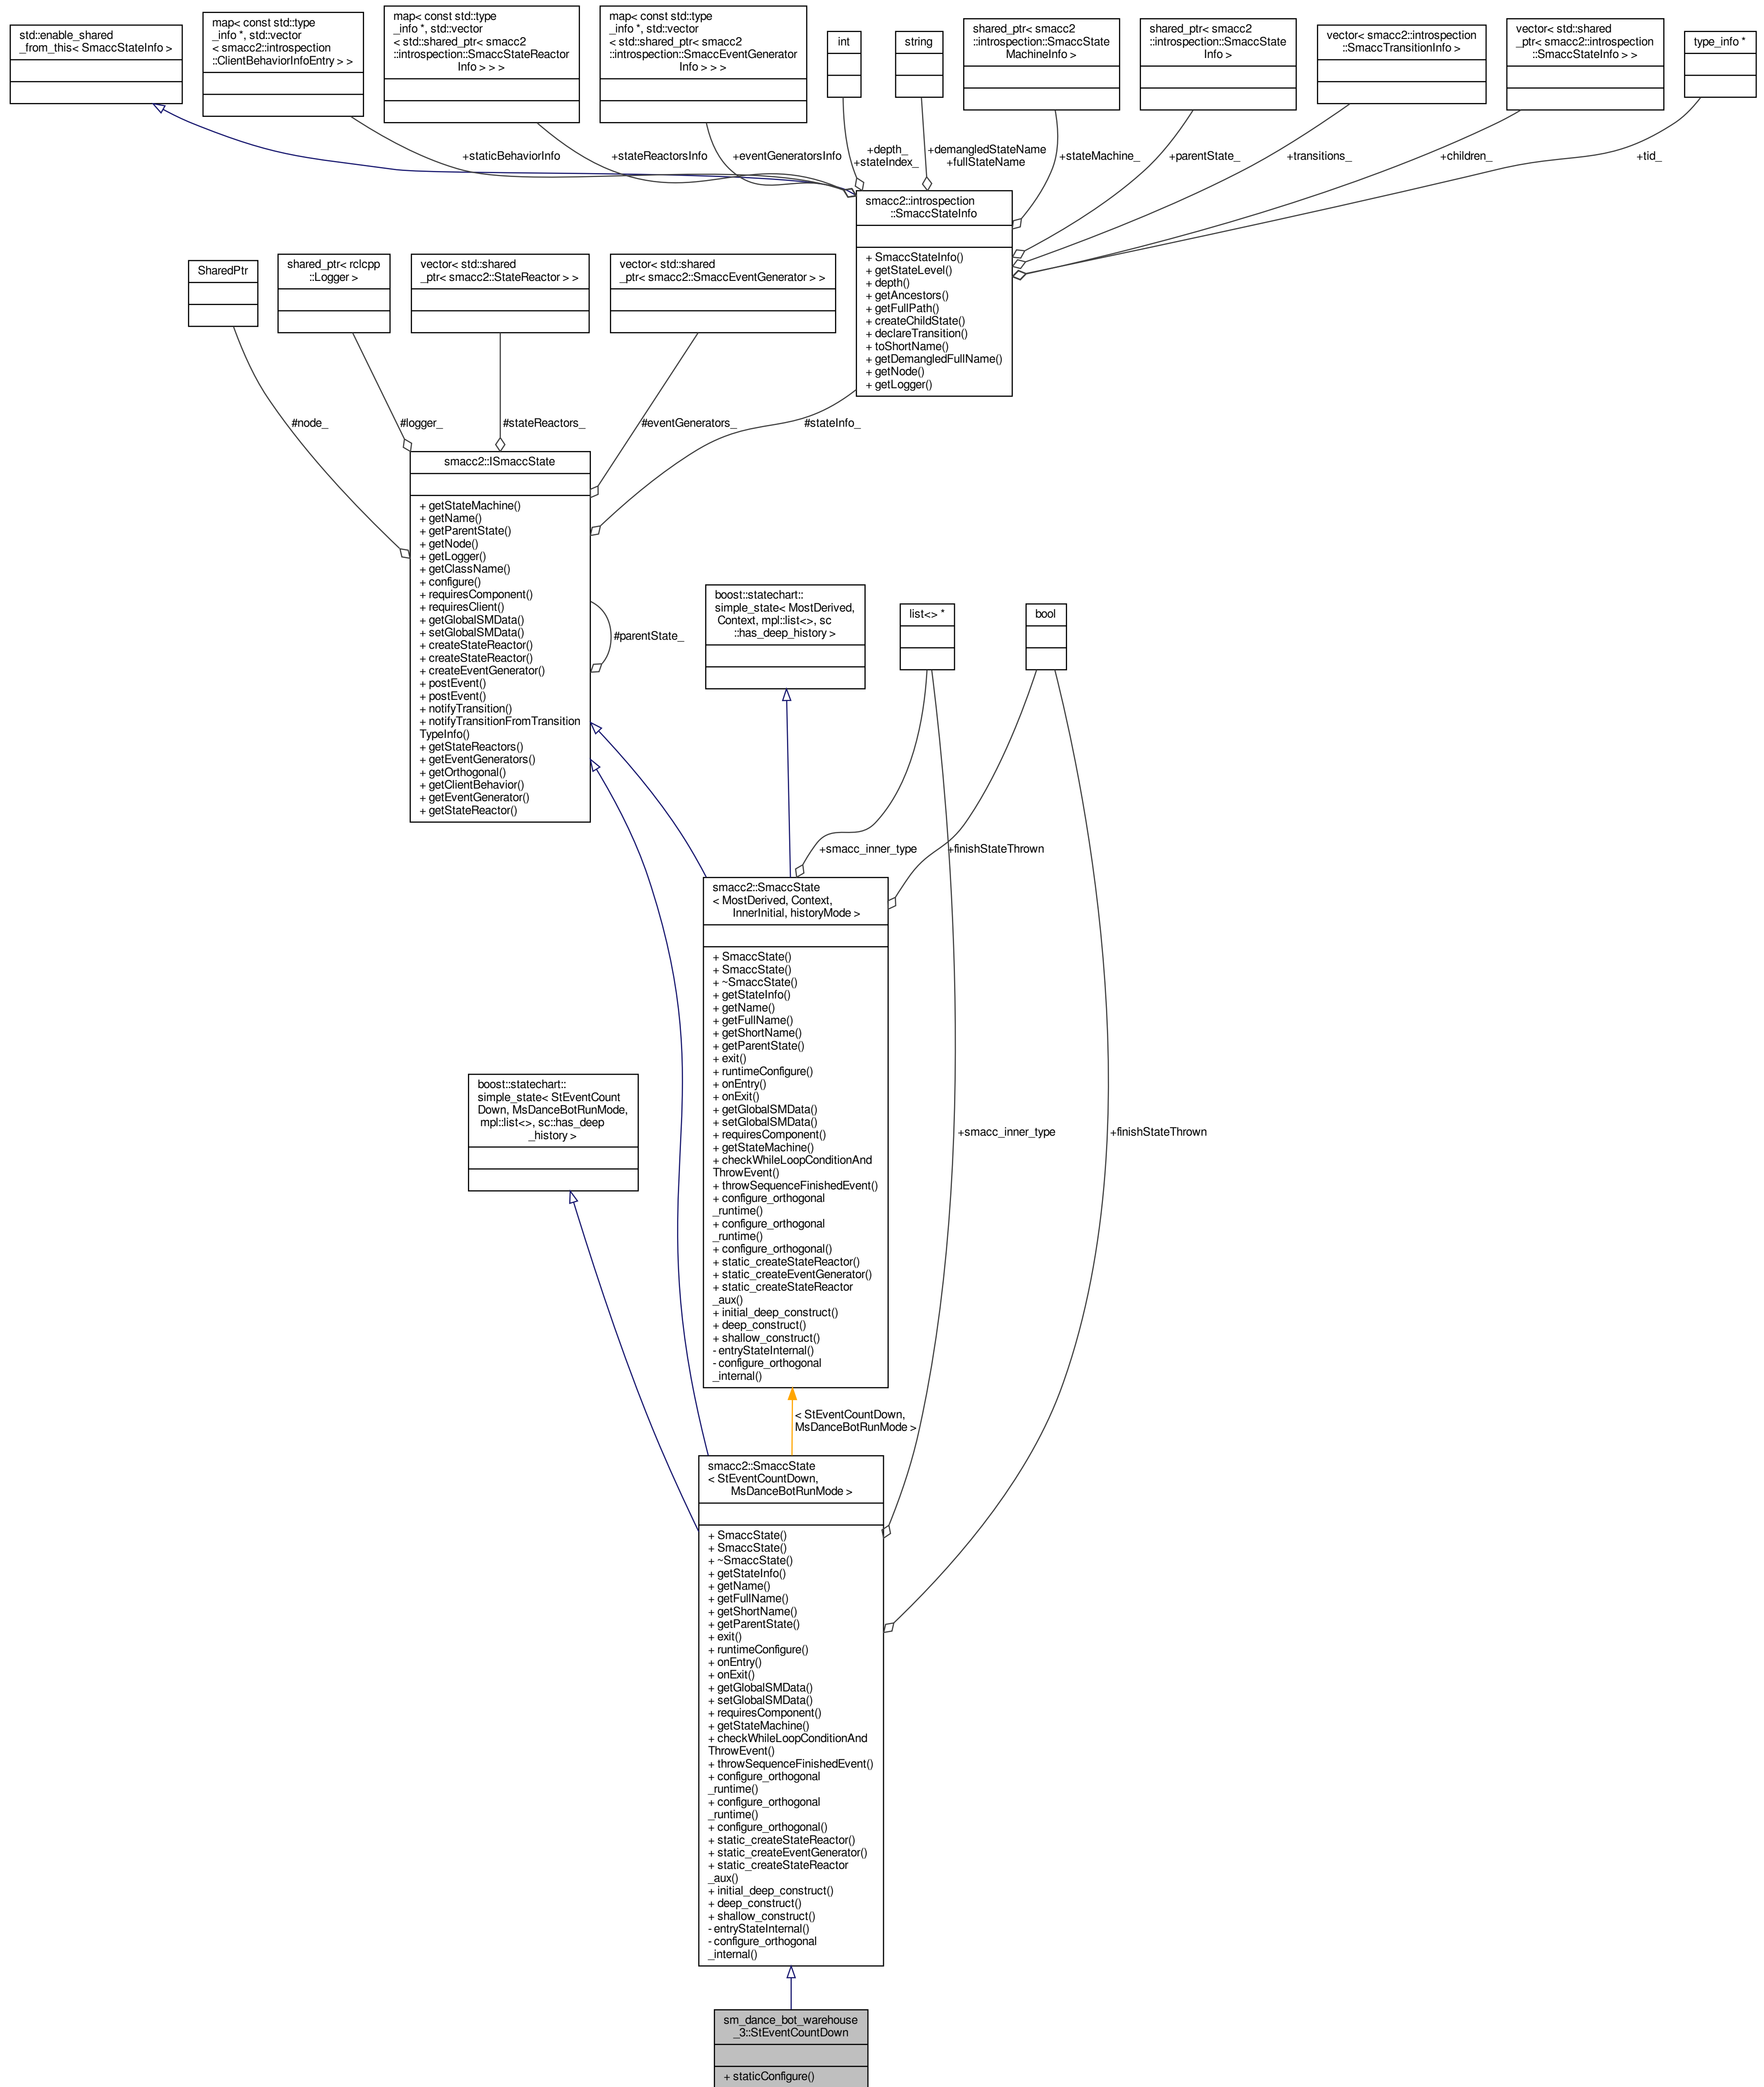 std::enable_shared
_from_this< SmaccStateInfo >
map< const std::type
_info *, std::vector
< smacc2::introspection
::ClientBehaviorInfoEntry > >
map< const std::type
_info *, std::vector
< std::shared_ptr< smacc2
::introspection::SmaccStateReactor
Info > > >
map< const std::type
_info *, std::vector
< std::shared_ptr< smacc2
::introspection::SmaccEventGenerator
Info > > >
int
string
shared_ptr< smacc2
::introspection::SmaccState
MachineInfo >
shared_ptr< smacc2
::introspection::SmaccState
Info >
vector< smacc2::introspection
::SmaccTransitionInfo >
vector< std::shared
_ptr< smacc2::introspection
::SmaccStateInfo > >
type_info *
+staticBehaviorInfo
+stateReactorsInfo
+eventGeneratorsInfo
+depth_
+stateIndex_
+demangledStateName
+fullStateName
+stateMachine_
+parentState_
+transitions_
+children_
+tid_
smacc2::introspection
::SmaccStateInfo
+ SmaccStateInfo()
+ getStateLevel()
+ depth()
+ getAncestors()
+ getFullPath()
+ createChildState()
+ declareTransition()
+ toShortName()
+ getDemangledFullName()
+ getNode()
+ getLogger()
SharedPtr
shared_ptr< rclcpp
::Logger >
vector< std::shared
_ptr< smacc2::StateReactor > >
vector< std::shared
_ptr< smacc2::SmaccEventGenerator > >
#node_
#logger_
#stateReactors_
#eventGenerators_
#stateInfo_
smacc2::ISmaccState
+ getStateMachine()
+ getName()
+ getParentState()
+ getNode()
+ getLogger()
+ getClassName()
+ configure()
+ requiresComponent()
+ requiresClient()
+ getGlobalSMData()
+ setGlobalSMData()
+ createStateReactor()
+ createStateReactor()
+ createEventGenerator()
+ postEvent()
+ postEvent()
+ notifyTransition()
+ notifyTransitionFromTransition
TypeInfo()
+ getStateReactors()
+ getEventGenerators()
+ getOrthogonal()
+ getClientBehavior()
+ getEventGenerator()
+ getStateReactor()
#parentState_
boost::statechart::
simple_state< MostDerived,
Context, mpl::list<>, sc
::has_deep_history >
list<> *
bool
+smacc_inner_type
+finishStateThrown
smacc2::SmaccState
< MostDerived, Context,
InnerInitial, historyMode >
+ SmaccState()
+ SmaccState()
+ ~SmaccState()
+ getStateInfo()
+ getName()
+ getFullName()
+ getShortName()
+ getParentState()
+ exit()
+ runtimeConfigure()
+ onEntry()
+ onExit()
+ getGlobalSMData()
+ setGlobalSMData()
+ requiresComponent()
+ getStateMachine()
+ checkWhileLoopConditionAnd
ThrowEvent()
+ throwSequenceFinishedEvent()
+ configure_orthogonal
_runtime()
+ configure_orthogonal
_runtime()
+ configure_orthogonal()
+ static_createStateReactor()
+ static_createEventGenerator()
+ static_createStateReactor
_aux()
+ initial_deep_construct()
+ deep_construct()
+ shallow_construct()
- entryStateInternal()
- configure_orthogonal
_internal()
boost::statechart::
simple_state< StEventCount
Down, MsDanceBotRunMode,
mpl::list<>, sc::has_deep
_history >
+smacc_inner_type
+finishStateThrown
< StEventCountDown,
MsDanceBotRunMode >
smacc2::SmaccState
< StEventCountDown,
MsDanceBotRunMode >
+ SmaccState()
+ SmaccState()
+ ~SmaccState()
+ getStateInfo()
+ getName()
+ getFullName()
+ getShortName()
+ getParentState()
+ exit()
+ runtimeConfigure()
+ onEntry()
+ onExit()
+ getGlobalSMData()
+ setGlobalSMData()
+ requiresComponent()
+ getStateMachine()
+ checkWhileLoopConditionAnd
ThrowEvent()
+ throwSequenceFinishedEvent()
+ configure_orthogonal
_runtime()
+ configure_orthogonal
_runtime()
+ configure_orthogonal()
+ static_createStateReactor()
+ static_createEventGenerator()
+ static_createStateReactor
_aux()
+ initial_deep_construct()
+ deep_construct()
+ shallow_construct()
- entryStateInternal()
- configure_orthogonal
_internal()
sm_dance_bot_warehouse
_3::StEventCountDown
+ staticConfigure()